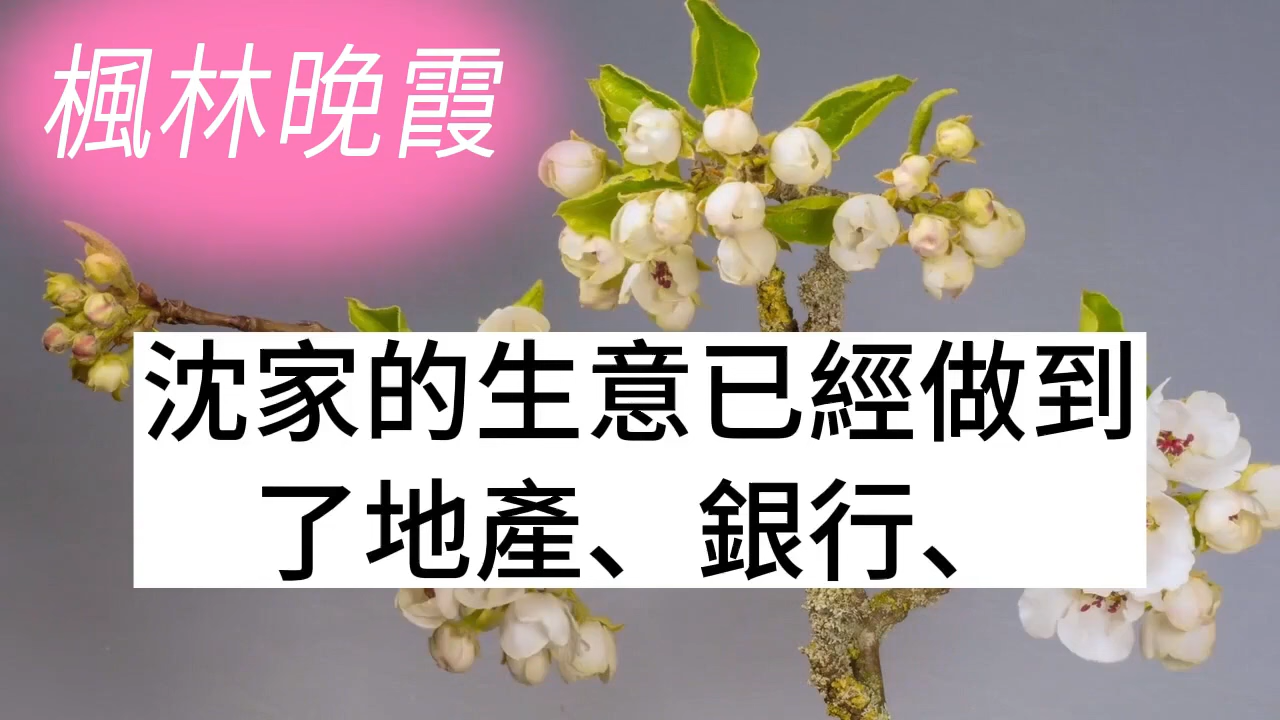 楓林晚霞
沈家的生意已經做到
了地產、銀行、